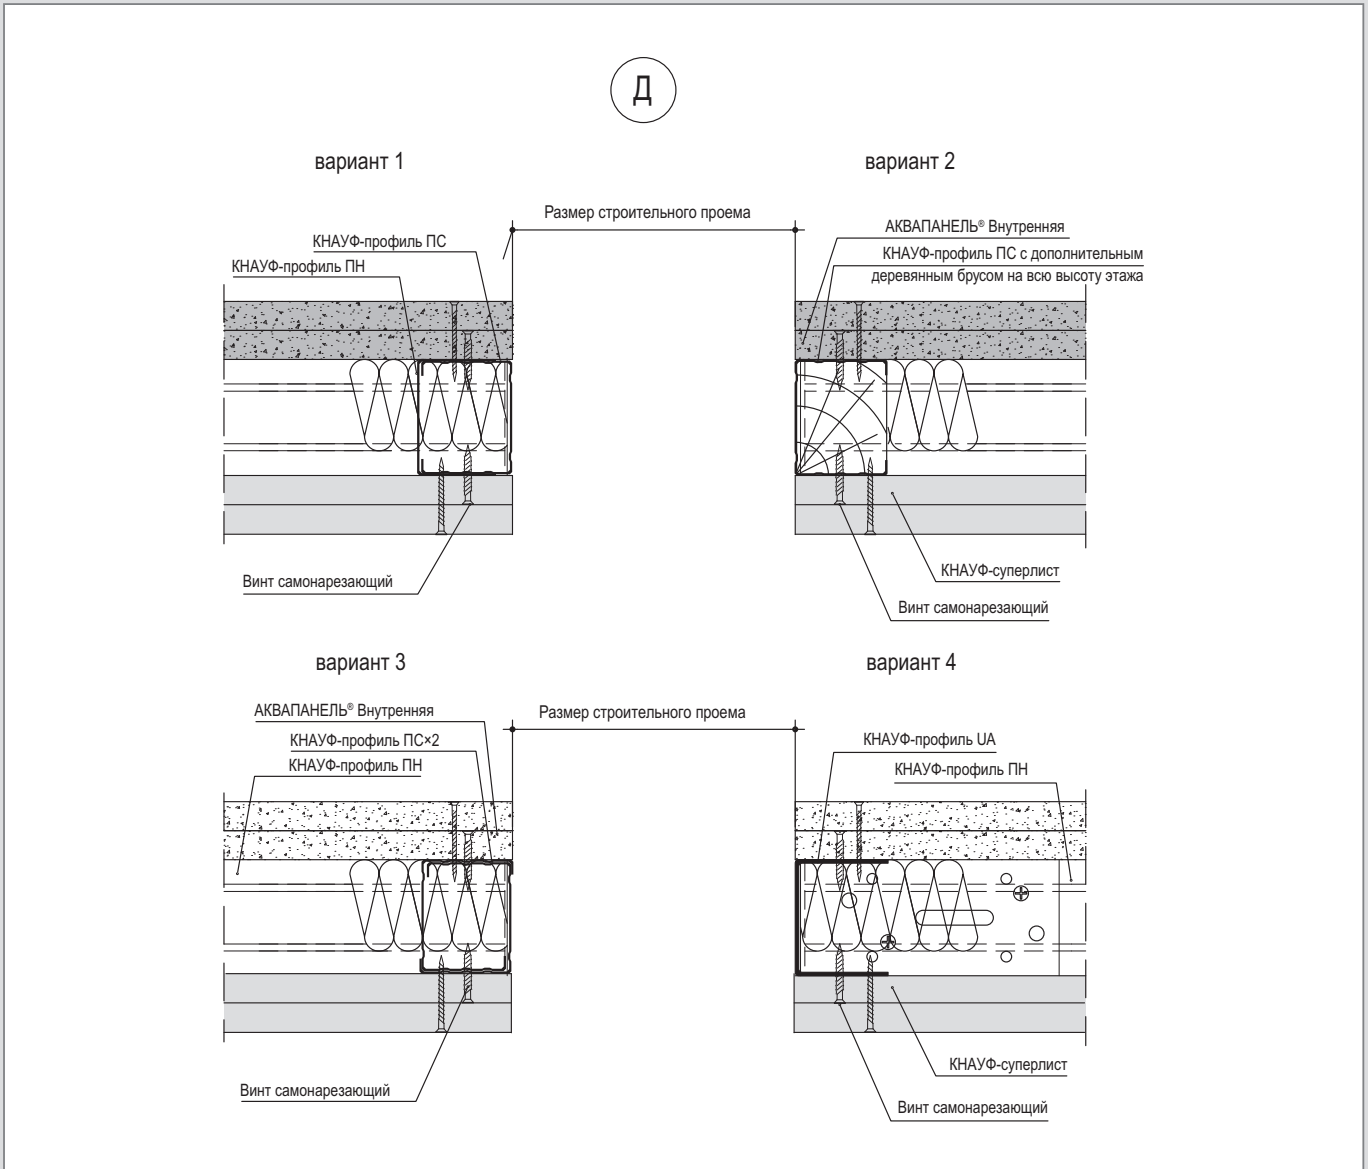 Д
вариант 1
вариант 2
Размер строительного проема
КНАУФ-профиль ПС
КНАУФ-профиль ПН
АКВАПАНЕЛЬ® Внутренняя
КНАУФ-профиль ПС с дополнительным
деревянным брусом на всю высоту этажа
Винт самонарезающий
КНАУФ-суперлист
Винт самонарезающий
вариант 3
вариант 4
АКВАПАНЕЛЬ® Внутренняя
КНАУФ-профиль ПС×2
КНАУФ-профиль ПН
Размер строительного проема
КНАУФ-профиль UA
КНАУФ-профиль ПН
Винт самонарезающий
КНАУФ-суперлист
Винт самонарезающий